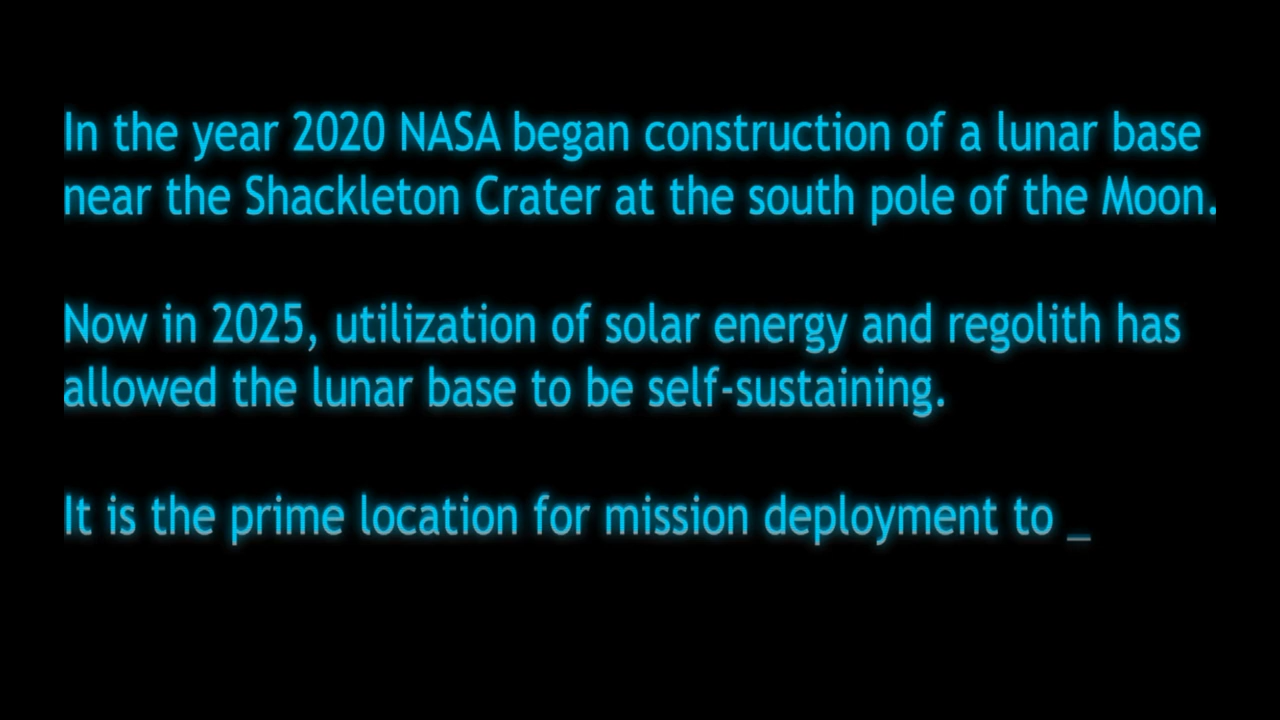 In the year 2020 NASA began construction of a lunar base
near the Shackleton Crater at the south pole of the Moon.
Now in 2025, utilization of solar energy and regolith has
allowed the lunar base to be self-sustaining.
It is the prime location for mission deployment to _